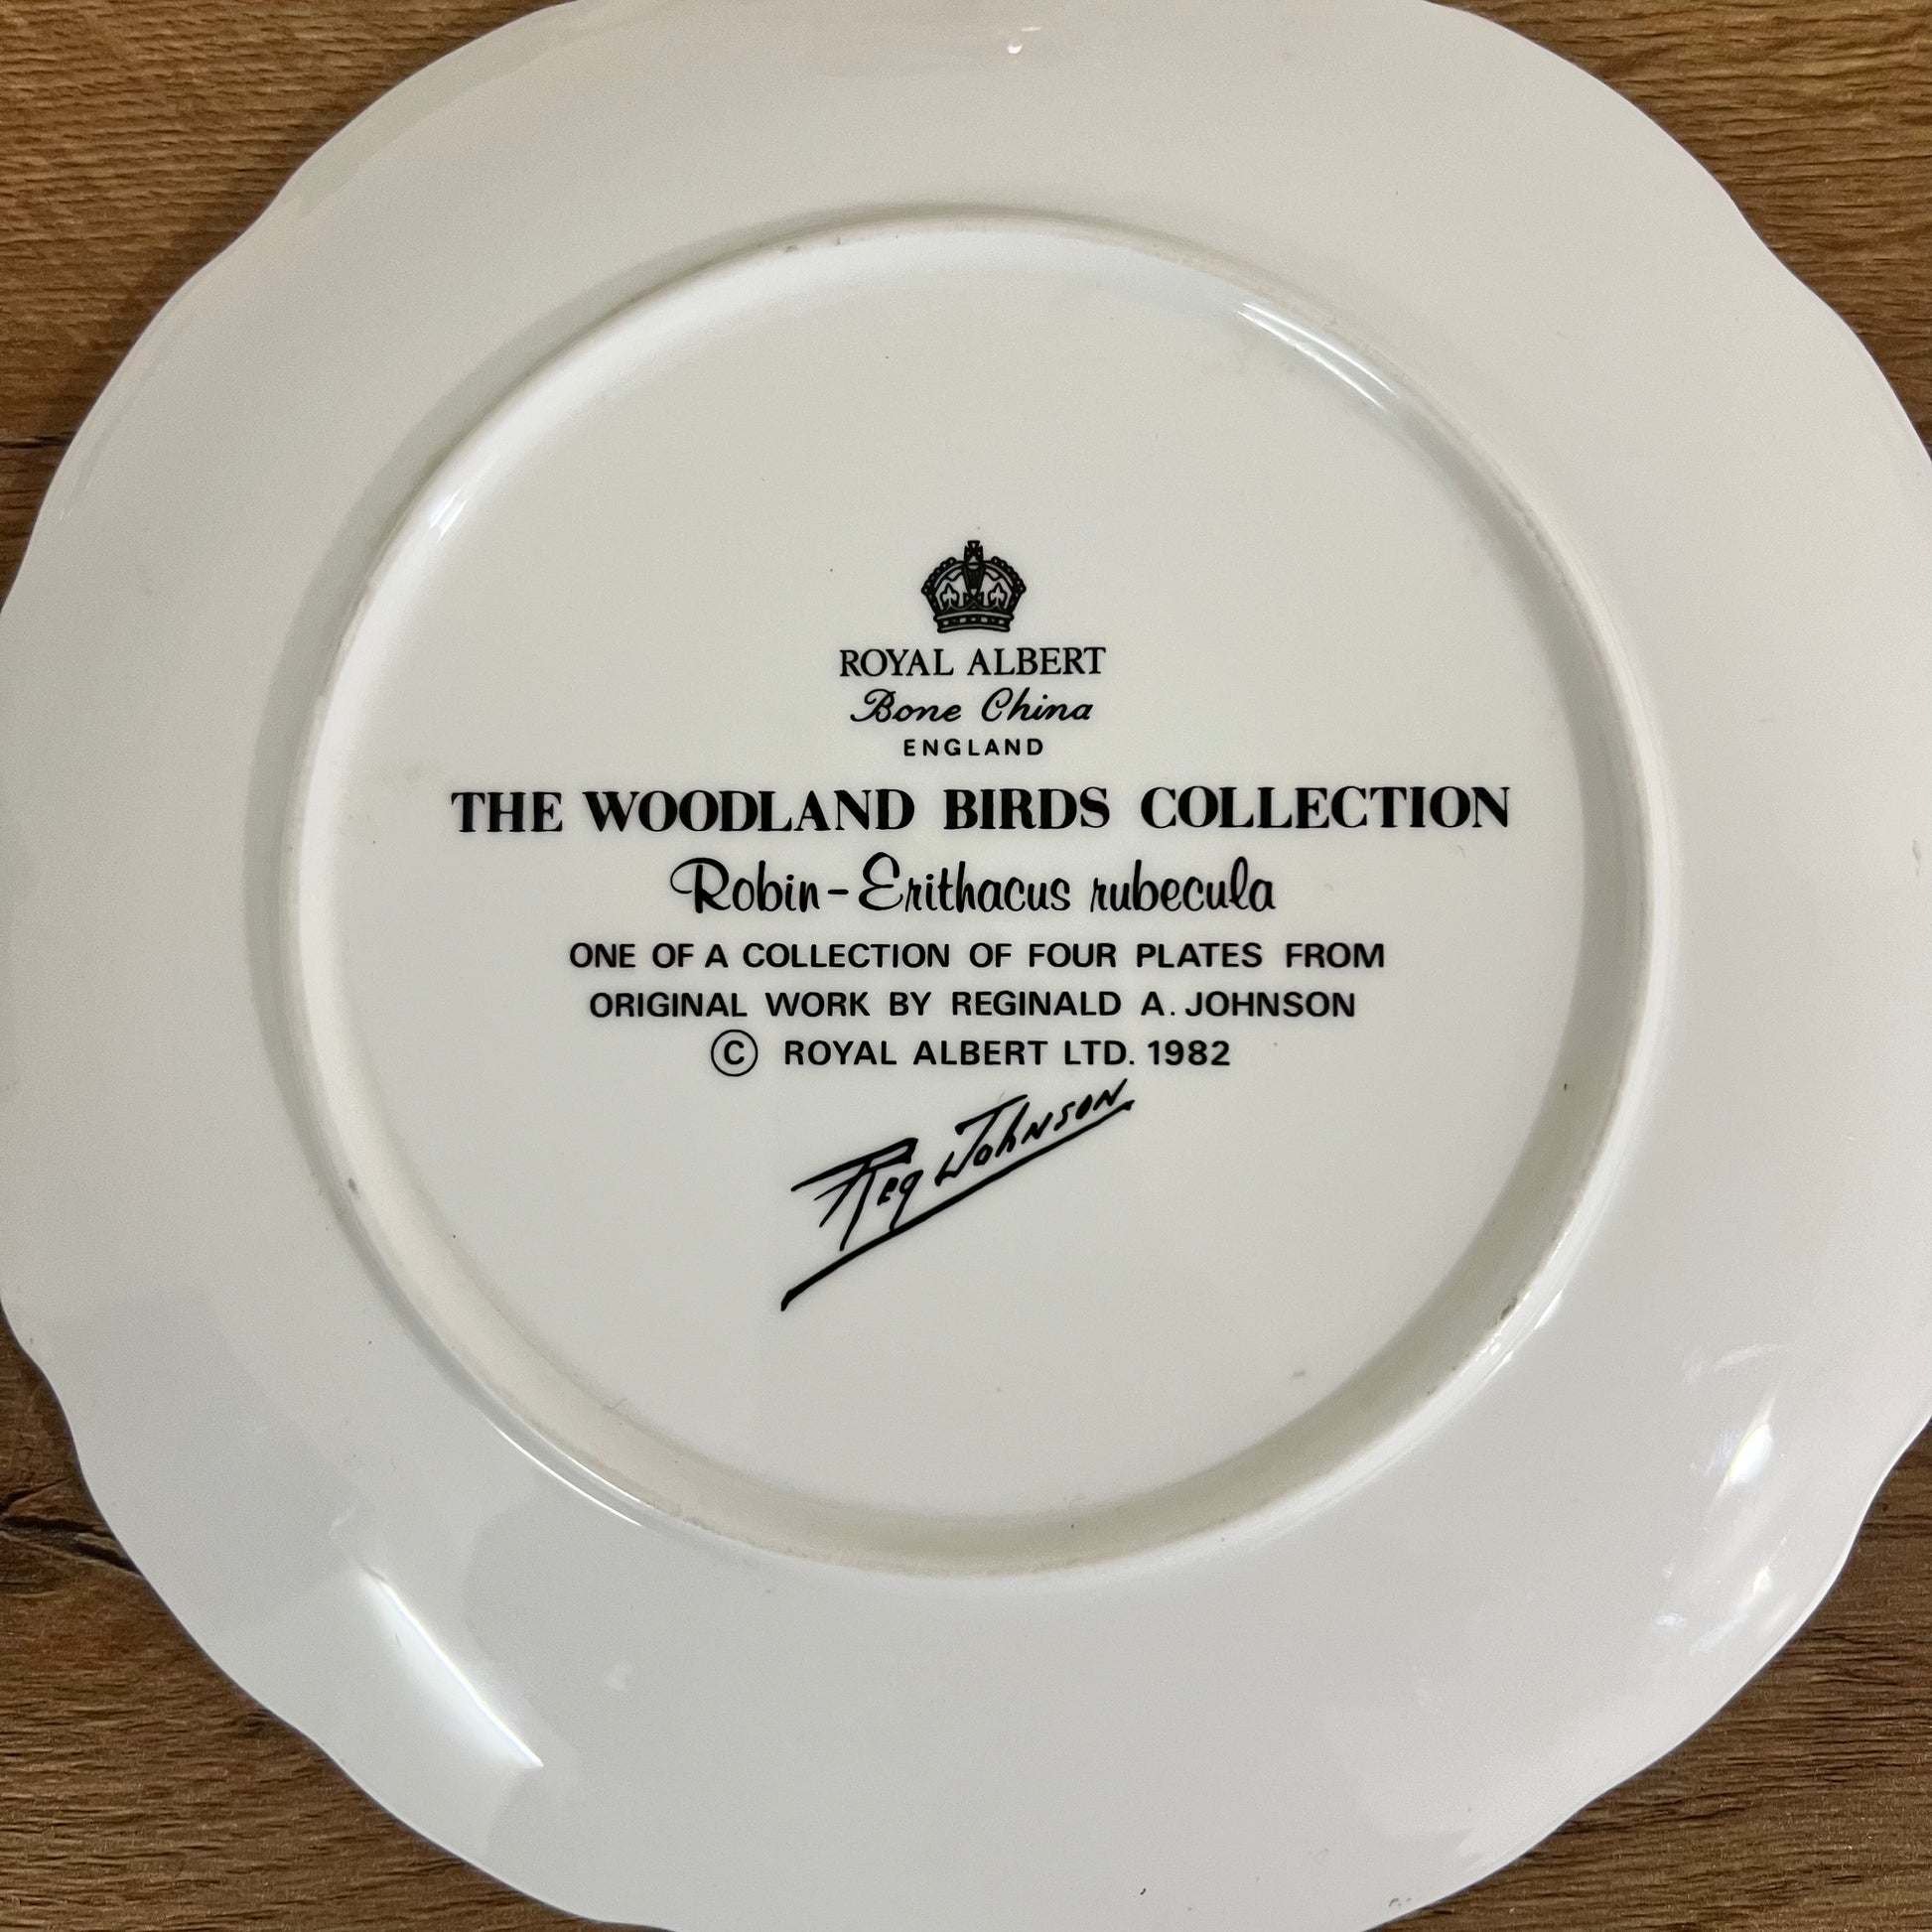 ROYAL ALBERT
Bone China
ENGLAND
THE WOODLAND BIRDS COLLECTION
Robin-Erithacus rubecula
ONE OF A COLLECTION OF FOUR PLATES FROM
ORIGINAL WORK BY REGINALD A. JOHNSON
© ROYAL ALBERT LTD. 1982
Reg Johnson